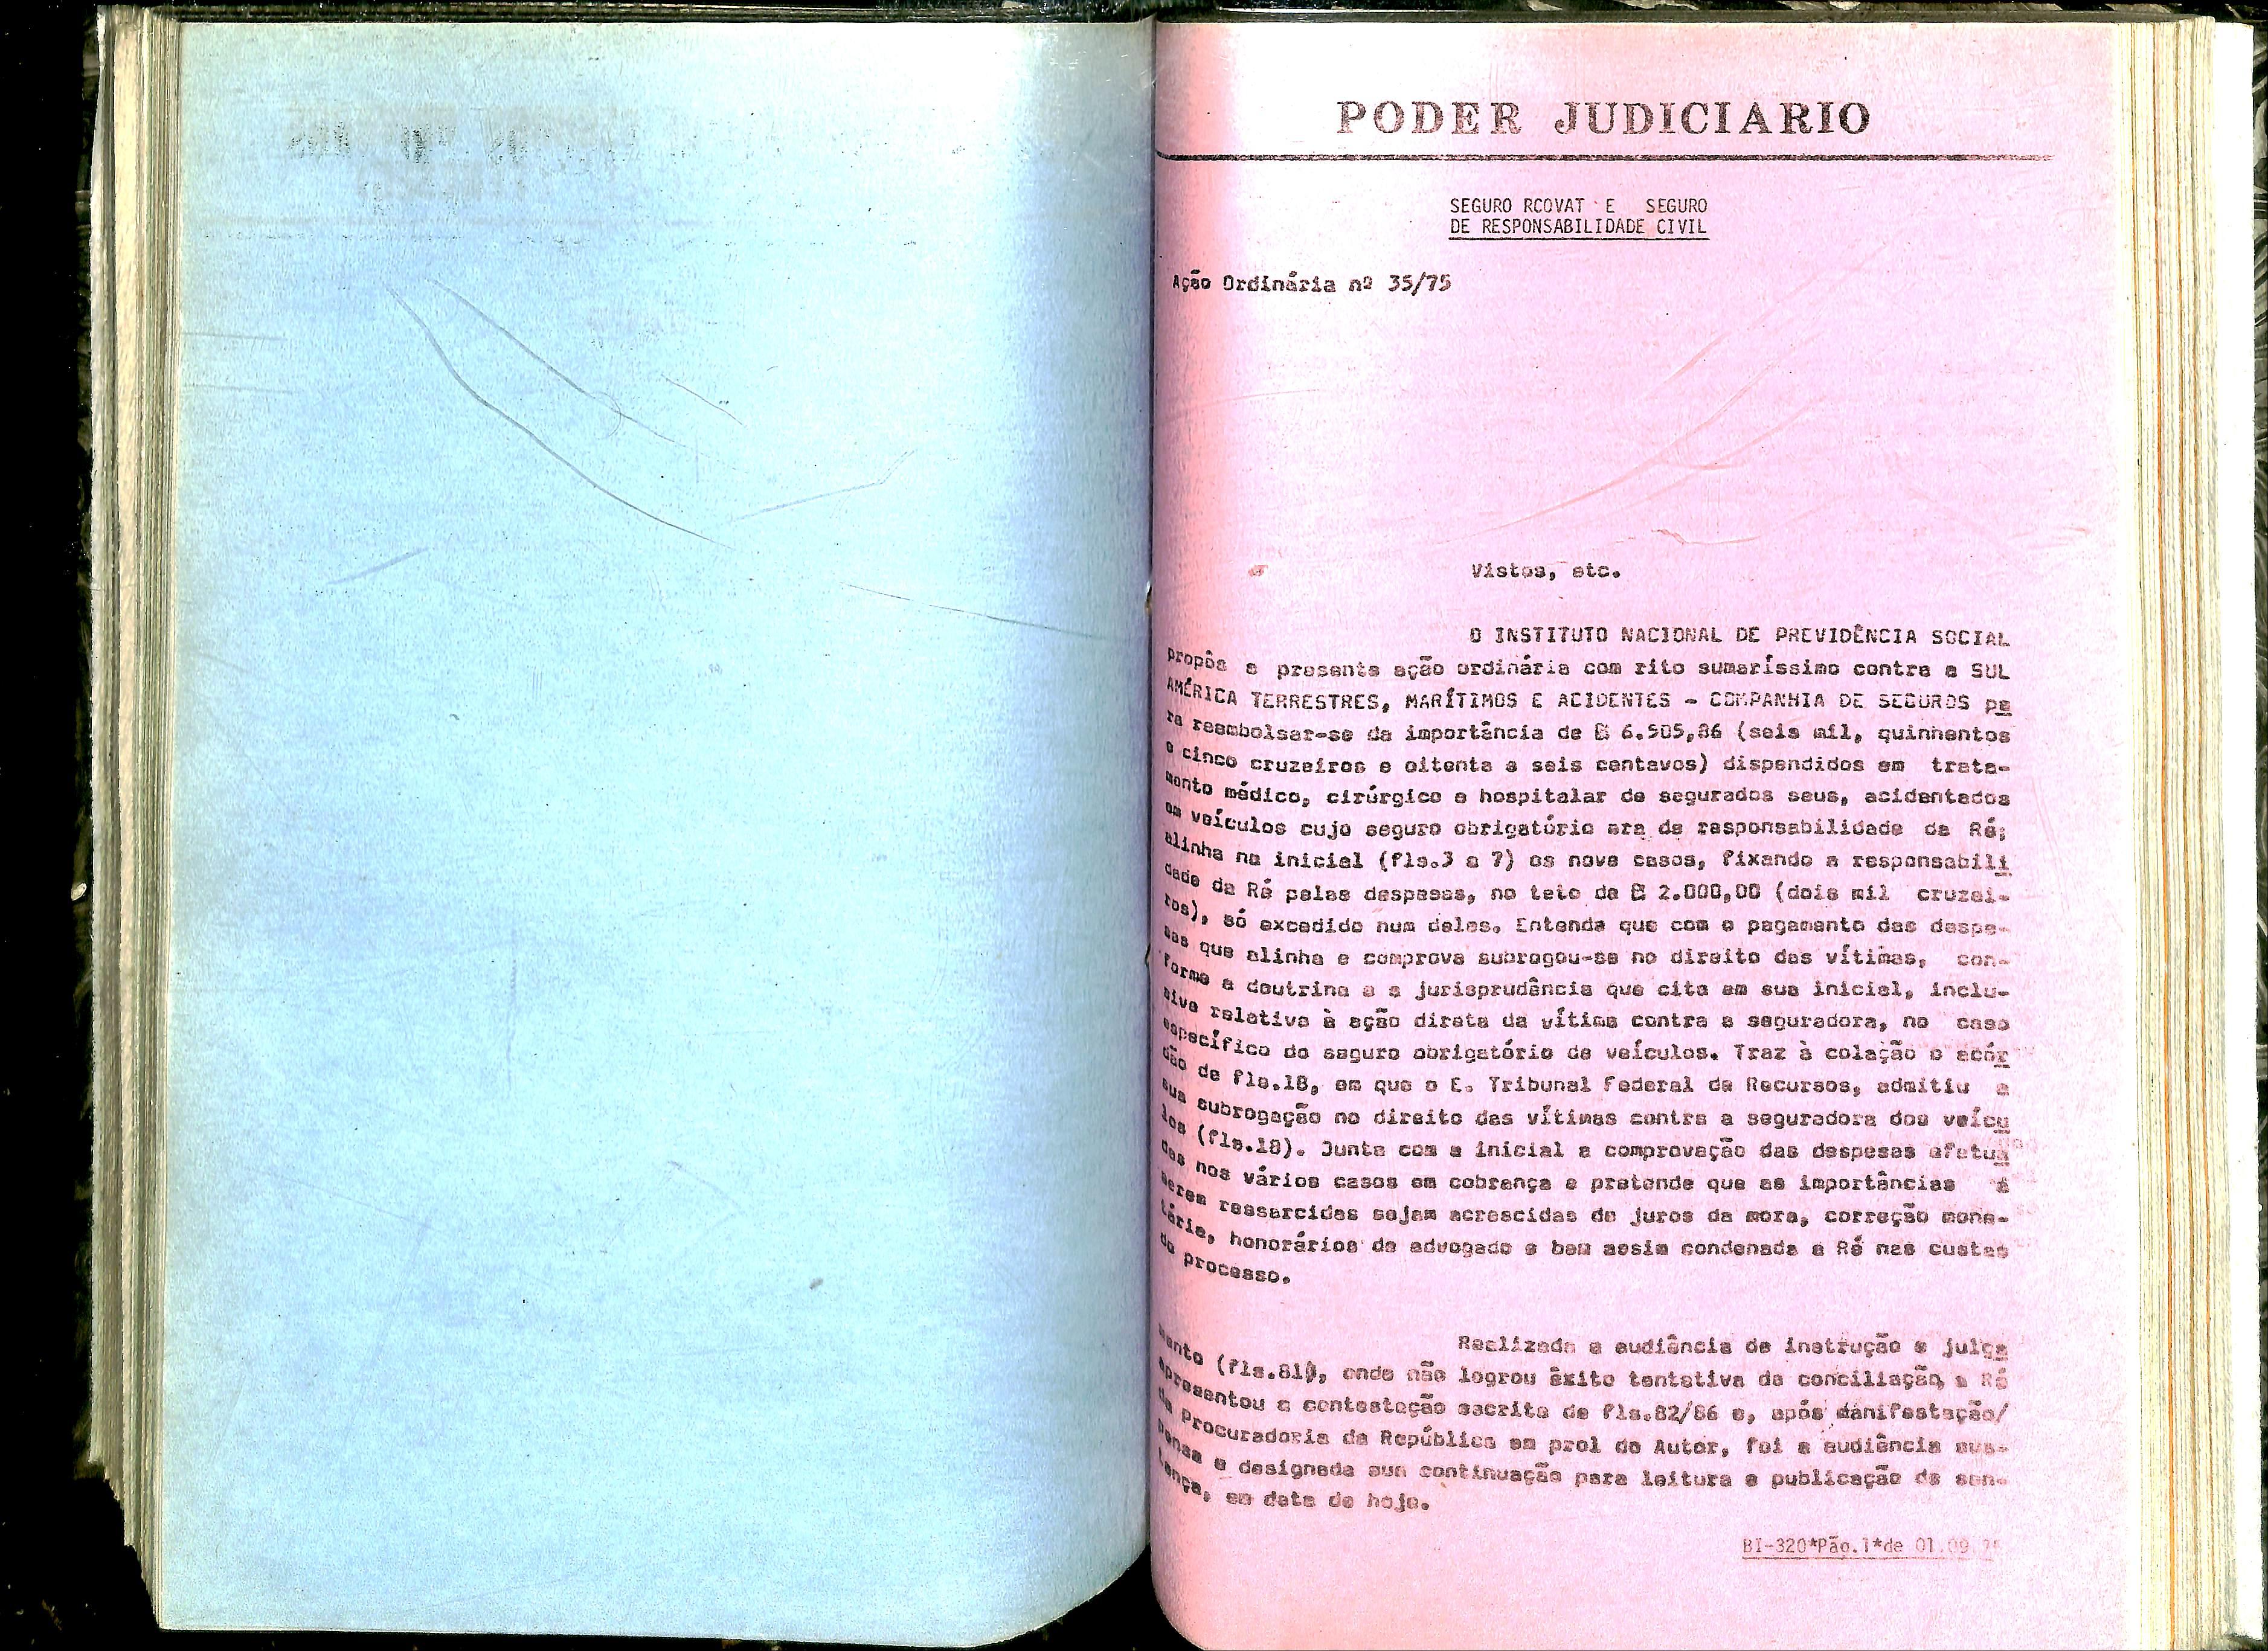 PODER JUDICIARIO
SEGURO RCOVAT E SEGURO
DE RESPONSABILIDADE CIVIL
Ação Ordinária nº 35/75
Vistos, etc.
O INSTITUTO NACIONAL DE PREVIDÊNCIA SOCIAL
propôs a presente ação ordinária com rito sumaríssimo contra a SUL
AMÉRICA TERRESTRES, MARÍTIMOS E ACIDENTES - COMPANHIA DE SEGUROS pa
ra reembolsar-se da importância de ₢ 6.505,86 (seis mil, quinhentos
e cinco cruzeiros e oitenta e seis centavos) dispendidos em trata-
mento médico, cirúrgico e hospitalar de segurados seus, acidentados
em veículos cujo seguro obrigatório era de responsabilidade da Ré;
alinha na inicial (fls.3 a 7) os nove casos, fixando a responsabili
dade da Ré pelas despesas, no teto de ₢ 2.000,00 (dois mil cruzei-
ros), só excedido num deles. Entende que com o pagamento das despe-
sas que alinha e comprova subrogou-se no direito das vítimas, con-
forme a doutrina e a jurisprudência que cita em sua inicial, inclu-
sive relativa à ação direta da vítima contra a seguradora, no caso
específico do seguro obrigatório de veículos. Traz à colação o acór
dão de fls.18, em que o E. Tribunal Federal de Recursos, admitiu a
sua subrogação no direito das vítimas contra a seguradora dos veícu
los (fls.18). Junta com a inicial a comprovação das despesas efetua
das nos vários casos em cobrança e pretende que as importâncias a
serem ressarcidas sejam acrescidas de juros da mora, correção mone-
tária, honorários de advogado e bem assim condenada a Ré nas custas
do processo.
Realizada a audiência de instrução e julga
mento (fls.81), onde não logrou êxito tentativa de conciliação, a Ré
apresentou a contestação escrita de fls.82/86 e, após manifestação/
da Procuradoria da República em prol do Autor, foi a audiência sus-
pensa e designada sua continuação para leitura e publicação da sen-
tença, em data de hoje.
BI-320*Pág.1*de 01.09.75